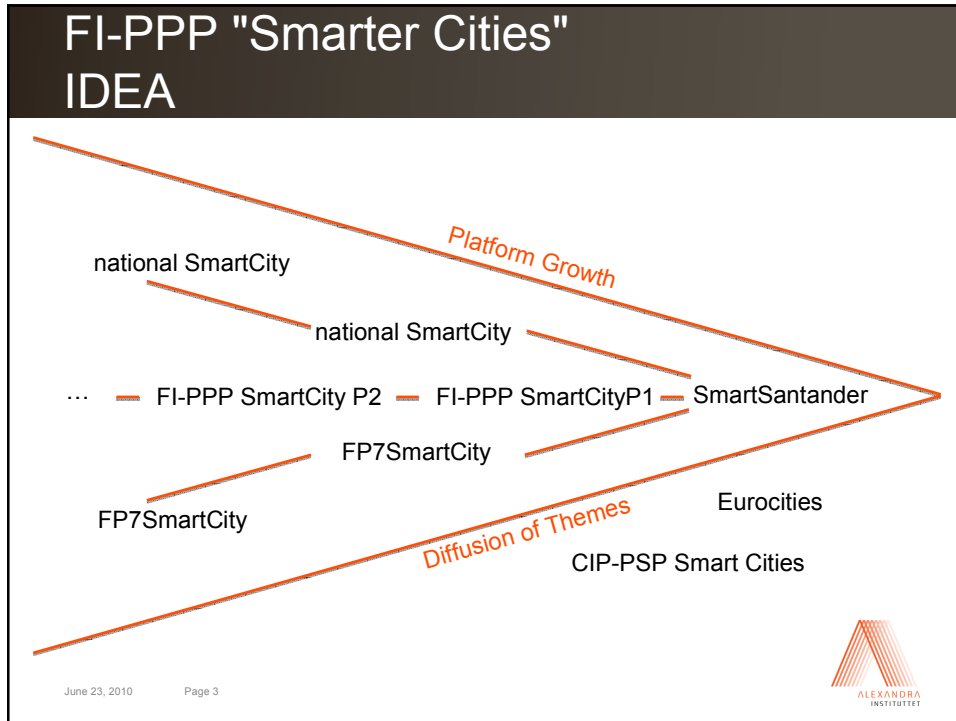 FI-PPP "Smarter Cities"
IDEA
Platform Growth
national SmartCity
national SmartCity
… FI-PPP SmartCity P2 FI-PPP SmartCityP1 SmartSantander
FP7SmartCity
FP7SmartCity
Eurocities
Diffusion of Themes
CIP-PSP Smart Cities
June 23, 2010 Page 3
ALEXANDRA
INSTITUTTET